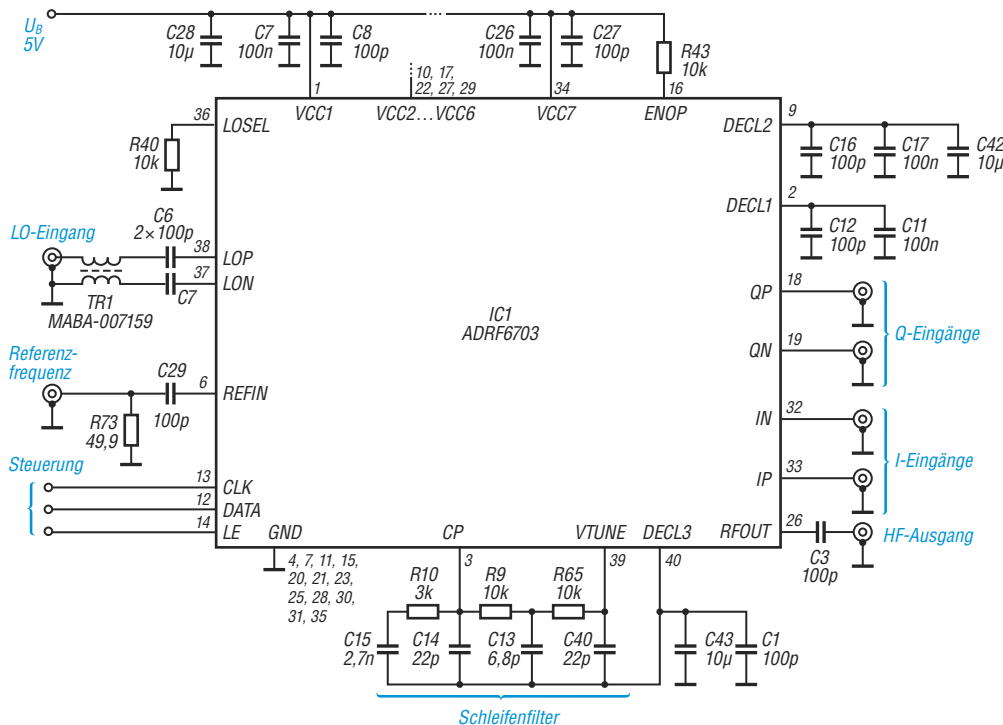 UB
5V
C28
10µ
C7
100n
C8
100p
C26
100n
C27
100p
R43
10k
1
10, 17,
22, 27, 29
34
16
VCC1
VCC2...VCC6
VCC7
ENOP
36
LOSEL
R40
10k
LO-Eingang
C6
2×100p
38
LOP
37
LON
C7
TR1
MABA-007159
IC1
ADRF6703
Referenz-
frequenz
C29
100p
6
REFIN
R73
49,9
Steuerung
13
CLK
12
DATA
14
LE
GND
4, 7, 11, 15,
20, 21, 23,
25, 28, 30,
31, 35
CP
3
VTUNE
39
DECL3
40
9
DECL2
C16
100p
C17
100n
C42
10µ
2
DECL1
C12
100p
C11
100n
18
QP
19
QN
Q-Eingänge
32
IN
33
IP
I-Eingänge
26
RFOUT
C3
100p
HF-Ausgang
R10
3k
R9
10k
R65
10k
C15
2,7n
C14
22p
C13
6,8p
C40
22p
C43
10µ
C1
100p
Schleifenfilter